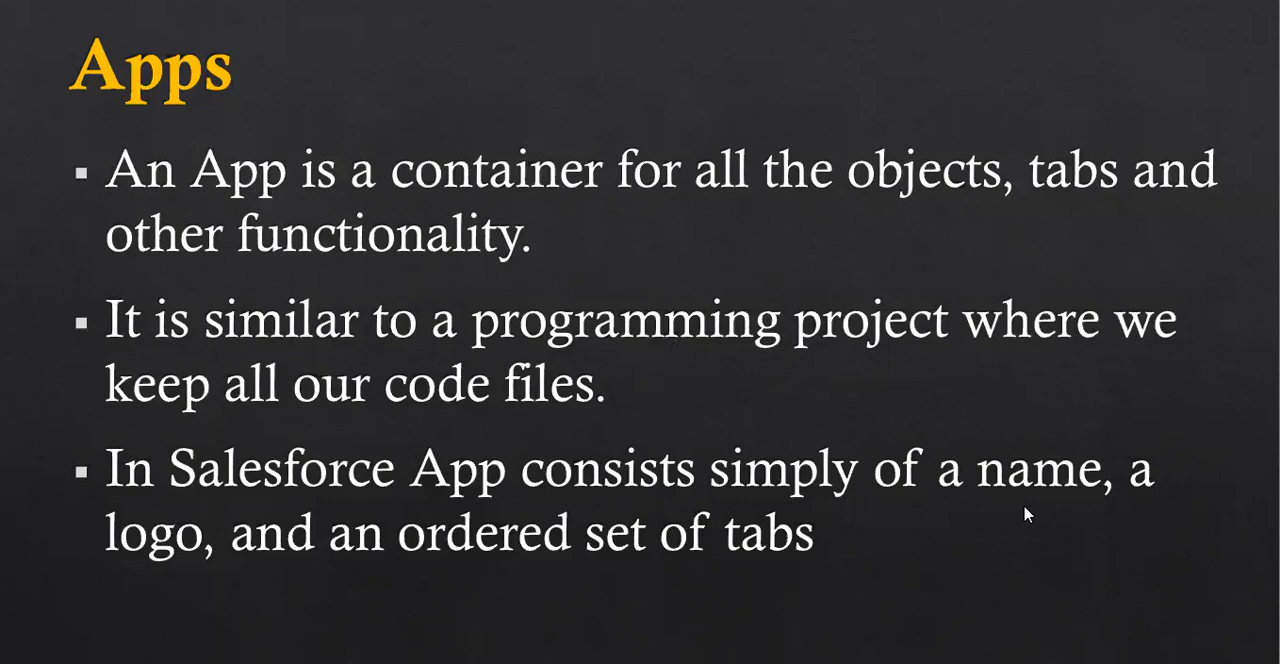 Apps
▪ An App is a container for all the objects, tabs and
other functionality.
▪ It is similar to a programming project where we
keep all our code files.
▪ In Salesforce App consists simply of a name, a
logo, and an ordered set of tabs